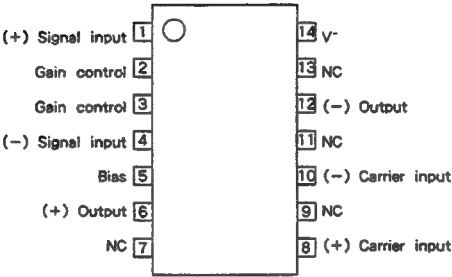 (+) Signal input 1
14 V-
Gain control 2
13 NC
Gain control 3
12 (-) Output
(-) Signal input 4
11 NC
Bias 5
10 (-) Carrier input
(+) Output 6
9 NC
NC 7
8 (+) Carrier input